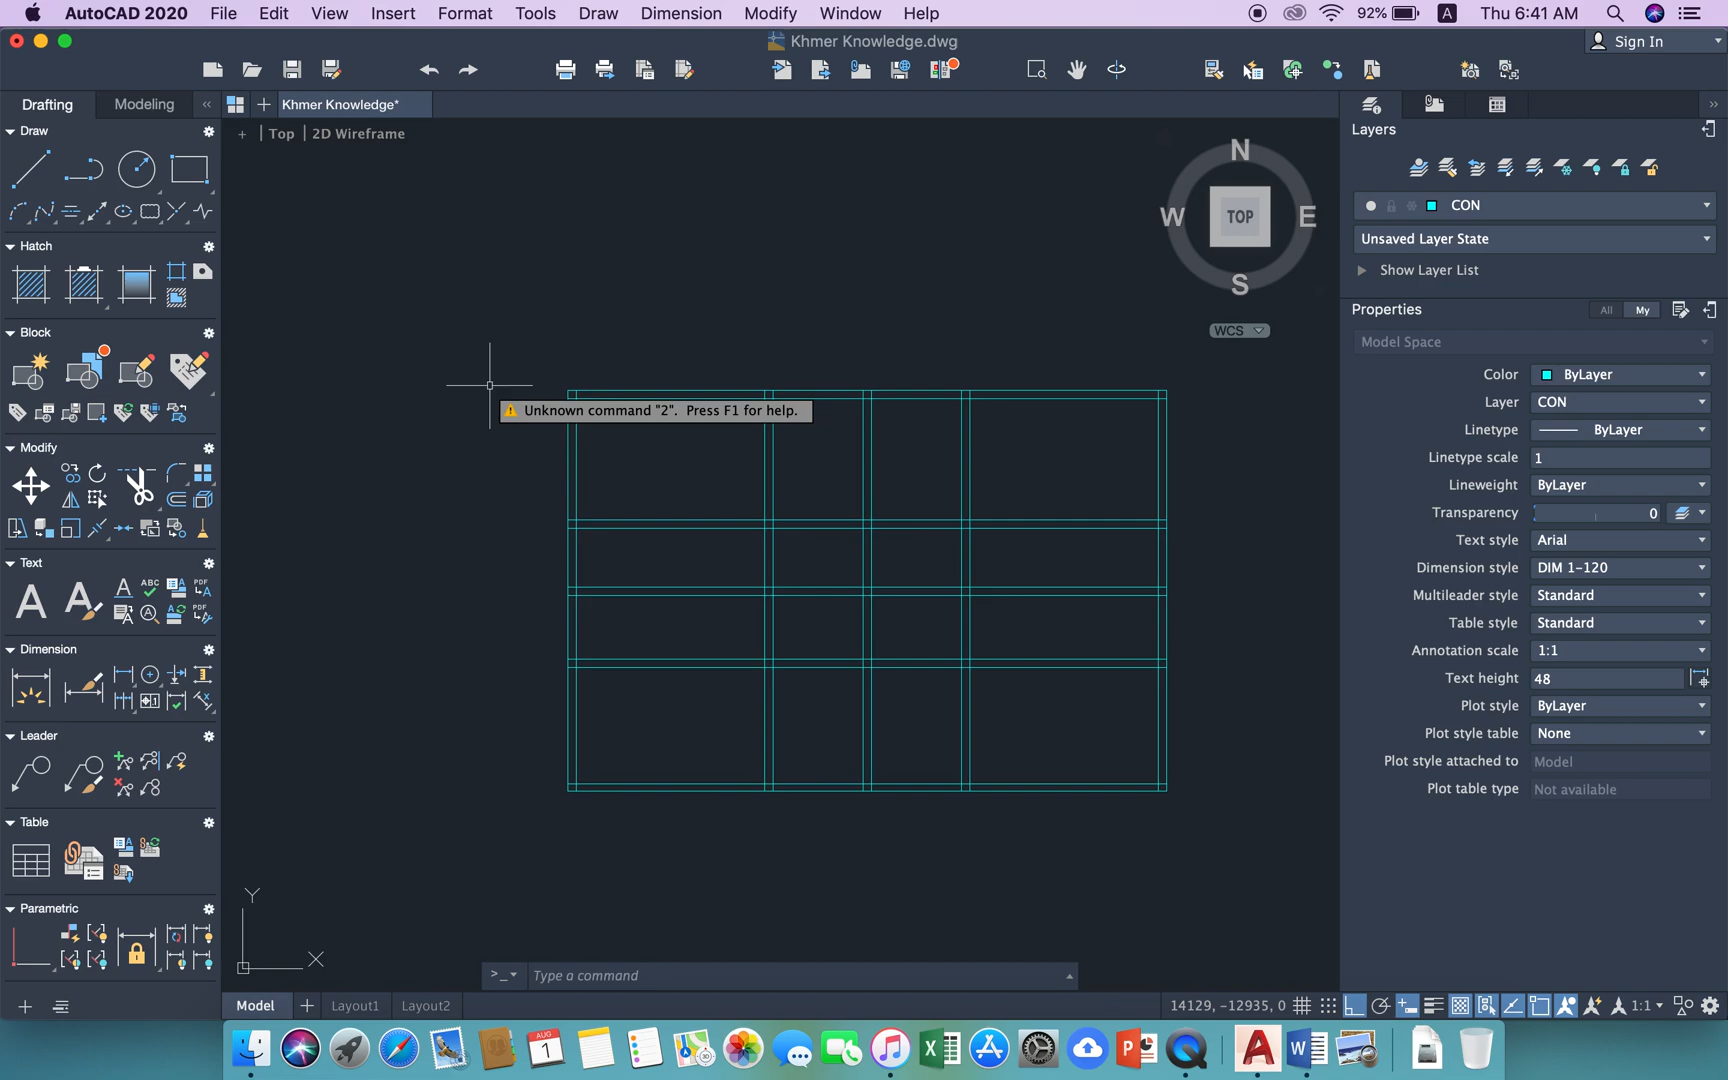 AutoCAD 2020 File Edit View Insert Format Tools Draw Dimension Modify Window Help 92% A Thu 6:41 AM
Khmer Knowledge.dwg
Sign In
Drafting Modeling « Khmer Knowledge* »
+ | Top | 2D Wireframe
Draw
Hatch
Block
Modify
Text
Dimension
Leader
Table
Parametric
N
W TOP E
S
WCS
Unknown command "2". Press F1 for help.
Y
X
>_ Type a command
Model + Layout1 Layout2
14129, -12935, 0
1:1
Layers
CON
Unsaved Layer State
Show Layer List
Properties All My
Model Space
Color ByLayer
Layer CON
Linetype ByLayer
Linetype scale 1
Lineweight ByLayer
Transparency 0
Text style Arial
Dimension style DIM 1-120
Multileader style Standard
Table style Standard
Annotation scale 1:1
Text height 48
Plot style ByLayer
Plot style table None
Plot style attached to Model
Plot table type Not available
AUG
1